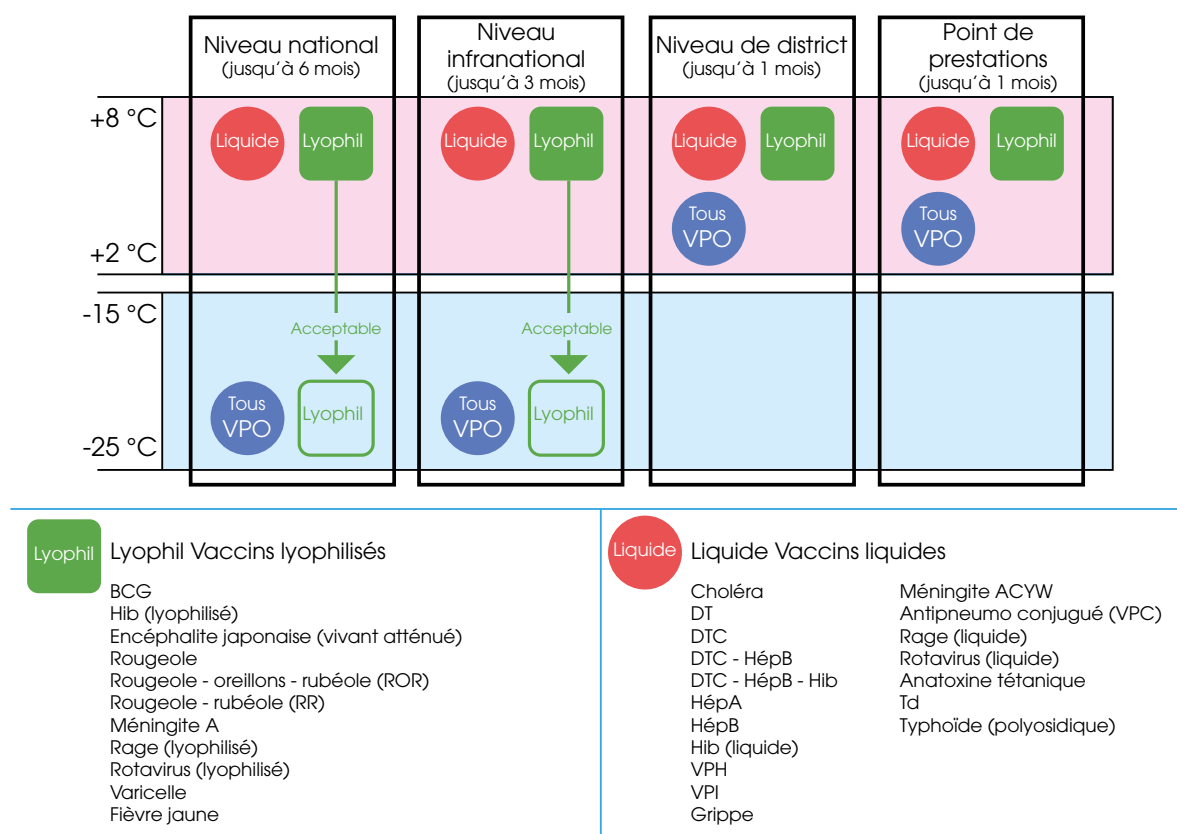 Niveau national
(jusqu'à 6 mois)
Niveau
infranational
(jusqu'à 3 mois)
Niveau de district
(jusqu'à 1 mois)
Point de
prestations
(jusqu'à 1 mois)
+8 °C
Liquide
Lyophil
Liquide
Lyophil
Liquide
Lyophil
Liquide
Lyophil
Tous
VPO
Tous
VPO
+2 °C
-15 °C
Acceptable
Acceptable
Tous
VPO
Lyophil
Tous
VPO
Lyophil
-25 °C
Lyophil
Lyophil Vaccins lyophilisés
BCG
Hib (lyophilisé)
Encéphalite japonaise (vivant atténué)
Rougeole
Rougeole - oreillons - rubéole (ROR)
Rougeole - rubéole (RR)
Méningite A
Rage (lyophilisé)
Rotavirus (lyophilisé)
Varicelle
Fièvre jaune
Liquide
Liquide Vaccins liquides
Choléra
DT
DTC
DTC - HépB
DTC - HépB - Hib
HépA
HépB
Hib (liquide)
VPH
VPI
Grippe
Méningite ACYW
Antipneumo conjugué (VPC)
Rage (liquide)
Rotavirus (liquide)
Anatoxine tétanique
Td
Typhoïde (polyosidique)